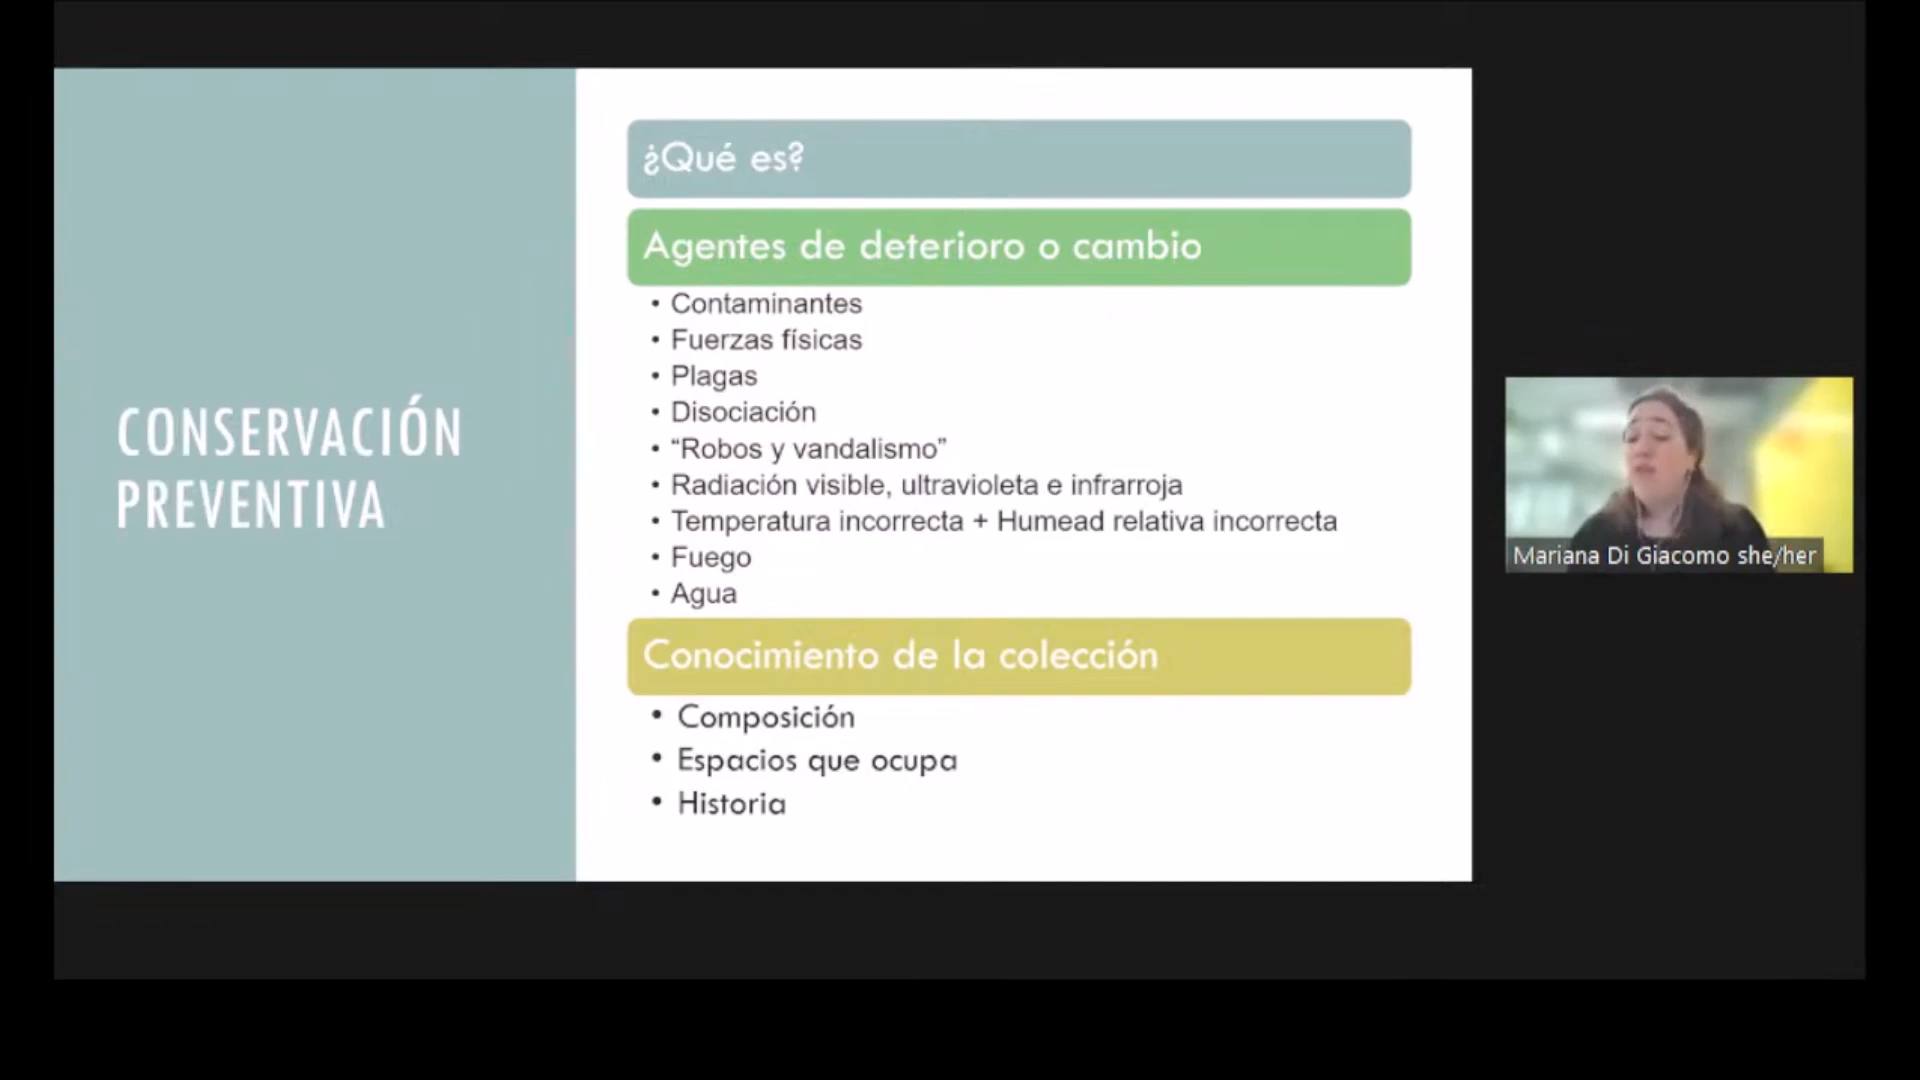 CONSERVACIÓN
PREVENTIVA
¿Qué es?
Agentes de deterioro o cambio
• Contaminantes
• Fuerzas físicas
• Plagas
• Disociación
• “Robos y vandalismo”
• Radiación visible, ultravioleta e infrarroja
• Temperatura incorrecta + Humead relativa incorrecta
• Fuego
• Agua
Conocimiento de la colección
• Composición
• Espacios que ocupa
• Historia
Mariana Di Giacomo she/her